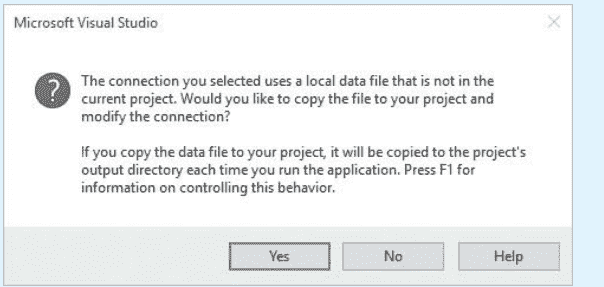 Microsoft Visual Studio
The connection you selected uses a local data file that is not in the
current project. Would you like to copy the file to your project and
modify the connection?
If you copy the data file to your project, it will be copied to the project's
output directory each time you run the application. Press F1 for
information on controlling this behavior.
Yes No Help